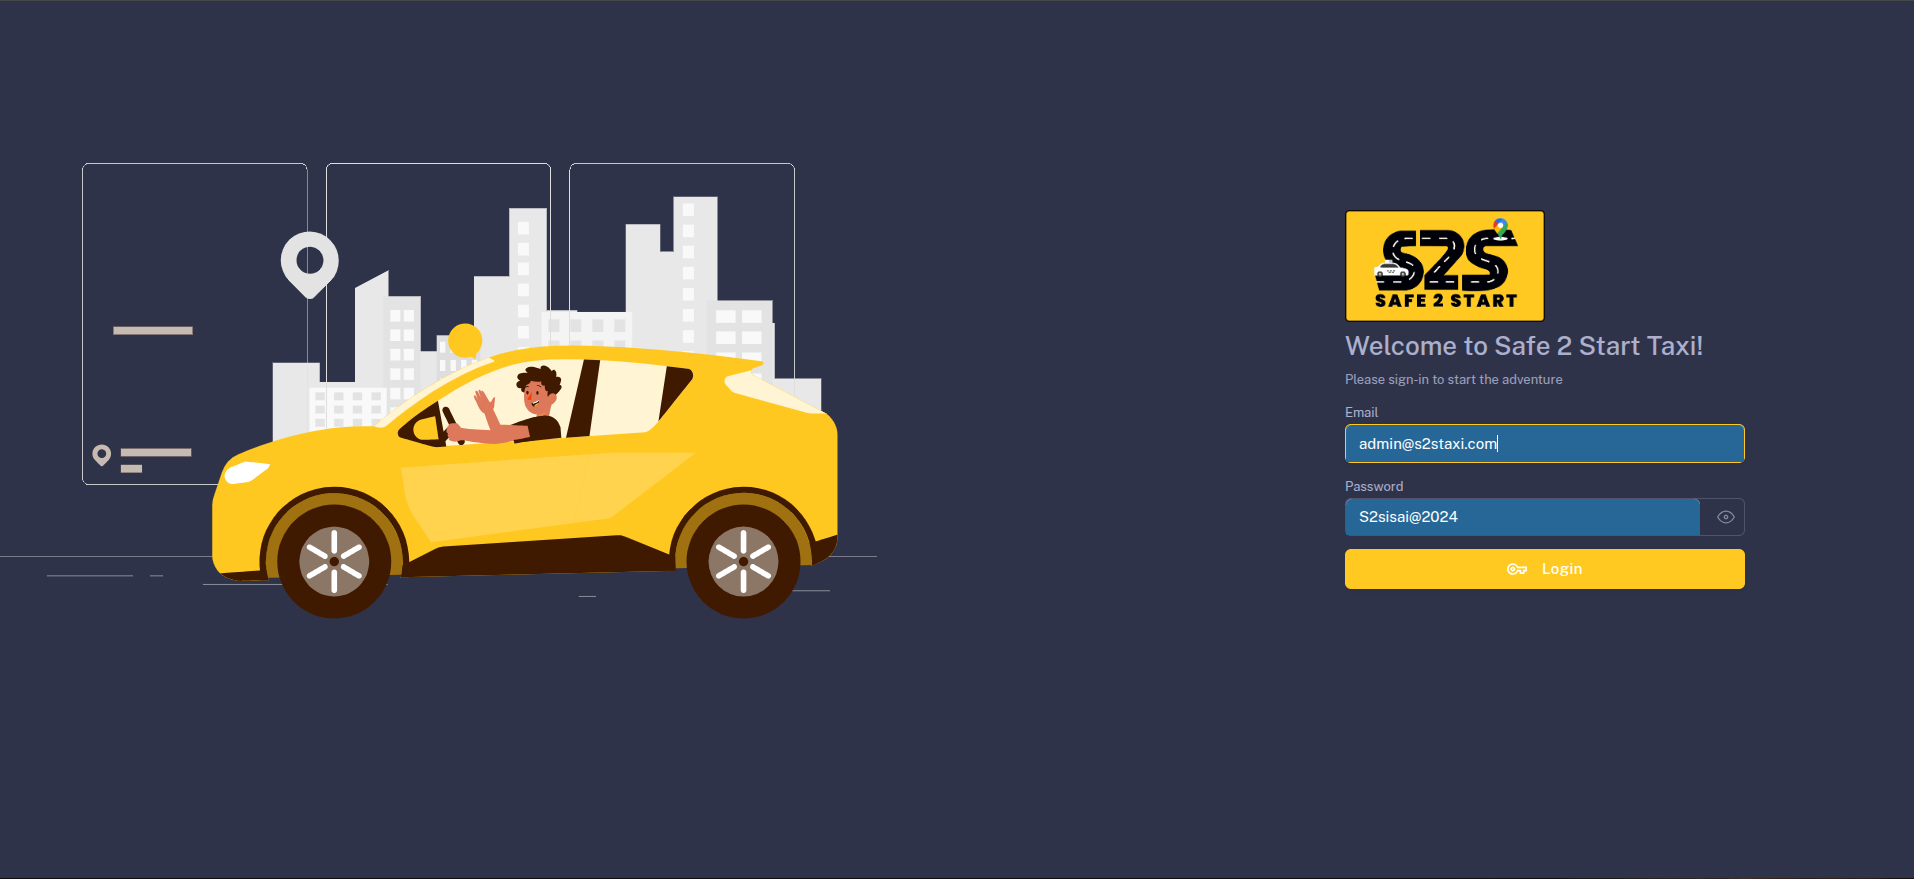 S2S
SAFE 2 START
Welcome to Safe 2 Start Taxi!
Please sign-in to start the adventure
Email
admin@s2staxi.com
Password
S2sisai@2024
Login